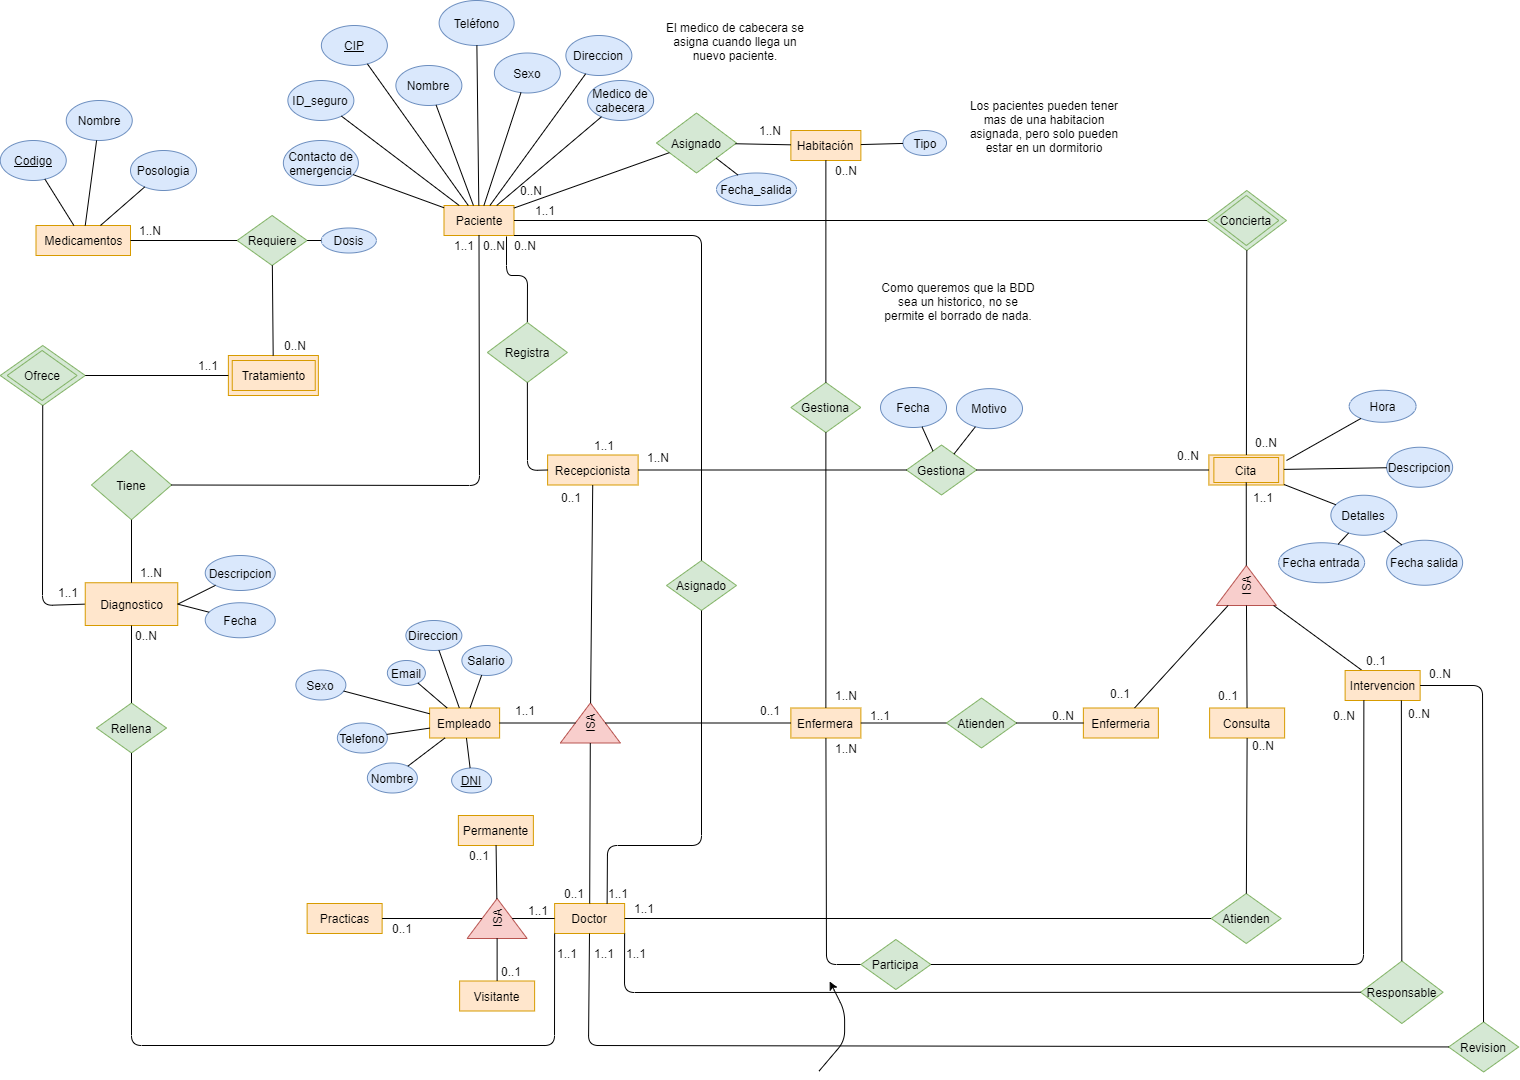 Teléfono
El medico de cabecera se
asigna cuando llega un
nuevo paciente.
CIP
Direccion
Nombre
Sexo
ID_seguro
Medico de
cabecera
Los pacientes pueden tener
mas de una habitacion
asignada, pero solo pueden
estar en un dormitorio
Nombre
Codigo
Posologia
Contacto de
emergencia
Asignado
1..N
Habitación
Tipo
0..N
Fecha_salida
0..N
1..1
Paciente
Concierta
Medicamentos
1..N
Requiere
Dosis
1..1
0..N
0..N
Como queremos que la BDD
sea un historico, no se
permite el borrado de nada.
Registra
0..N
Ofrece
1..1
Tratamiento
Gestiona
Fecha
Motivo
Hora
1..1
1..N
0..N
0..N
Tiene
Recepcionista
Gestiona
Cita
Descripcion
0..1
1..1
Detalles
Fecha entrada
Fecha salida
1..N
Descripcion
1..1
Diagnostico
Fecha
0..N
Asignado
ISA
Direccion
Email
Salario
Sexo
0..1
Intervencion
0..N
1..N
0..1
0..1
0..N
0..N
Rellena
Telefono
Empleado
1..1
ISA
0..1
Enfermera
1..1
Atienden
0..N
Enfermeria
Consulta
1..N
0..N
Nombre
DNI
Permanente
0..1
0..1
1..1
Practicas
0..1
ISA
1..1
Doctor
1..1
Atienden
1..1
1..1
1..1
Participa
0..1
Visitante
Responsable
Revision